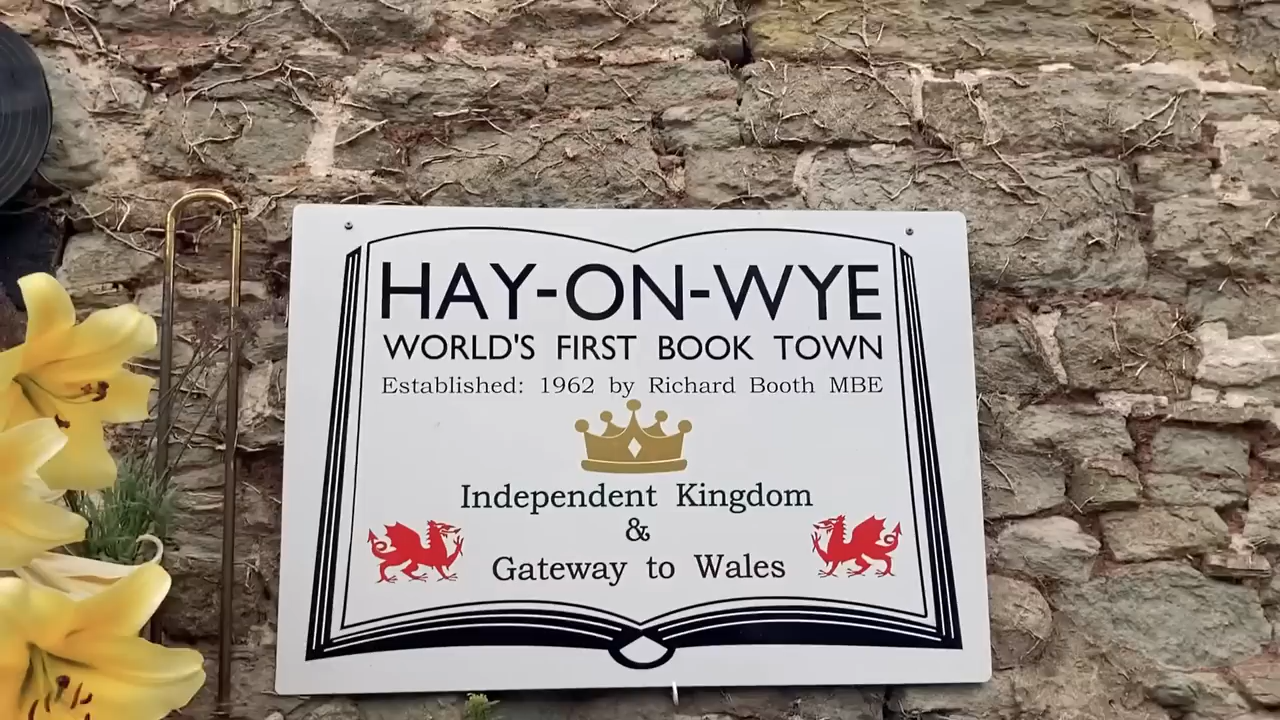 HAY-ON-WYE
WORLD'S FIRST BOOK TOWN
Established: 1962 by Richard Booth MBE
Independent Kingdom
&
Gateway to Wales